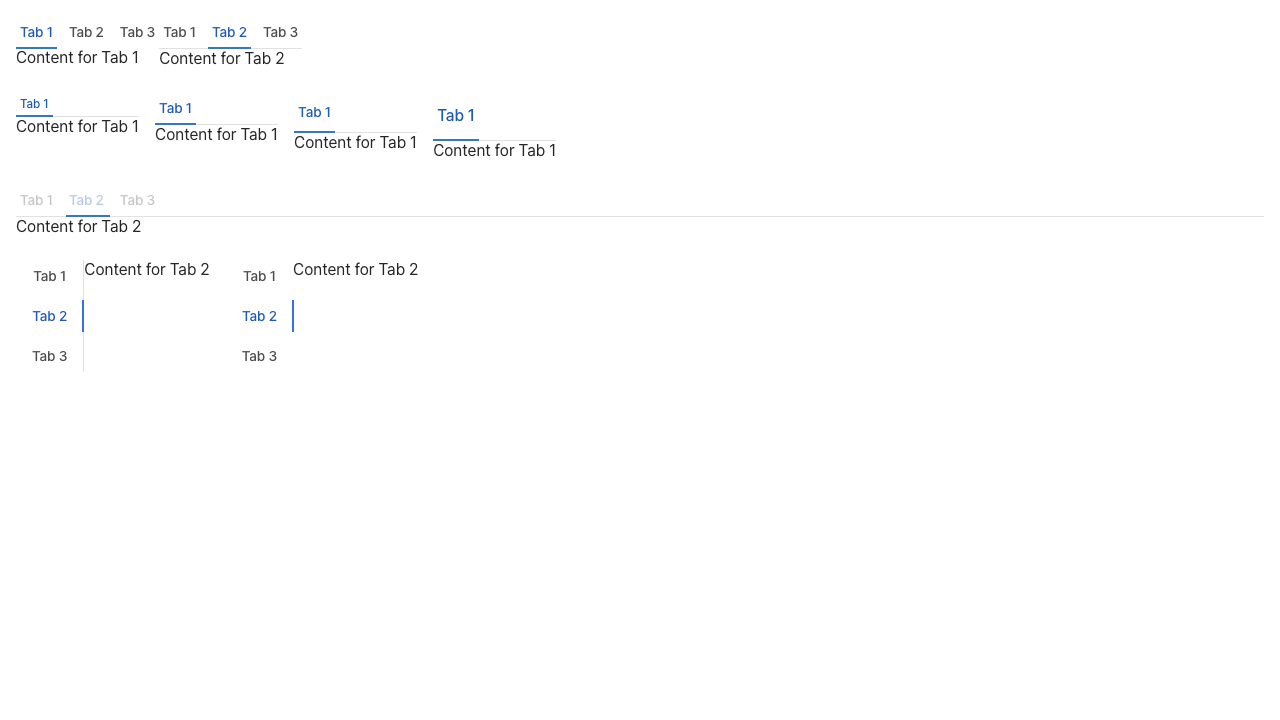 Tab 1 Tab 2 Tab 3 Tab 1 Tab 2 Tab 3
Content for Tab 1 Content for Tab 2
Tab 1 Tab 1 Tab 1 Tab 1
Content for Tab 1 Content for Tab 1 Content for Tab 1 Content for Tab 1
Tab 1 Tab 2 Tab 3
Content for Tab 2
Tab 1 Content for Tab 2 Tab 1 Content for Tab 2
Tab 2 Tab 2
Tab 3 Tab 3